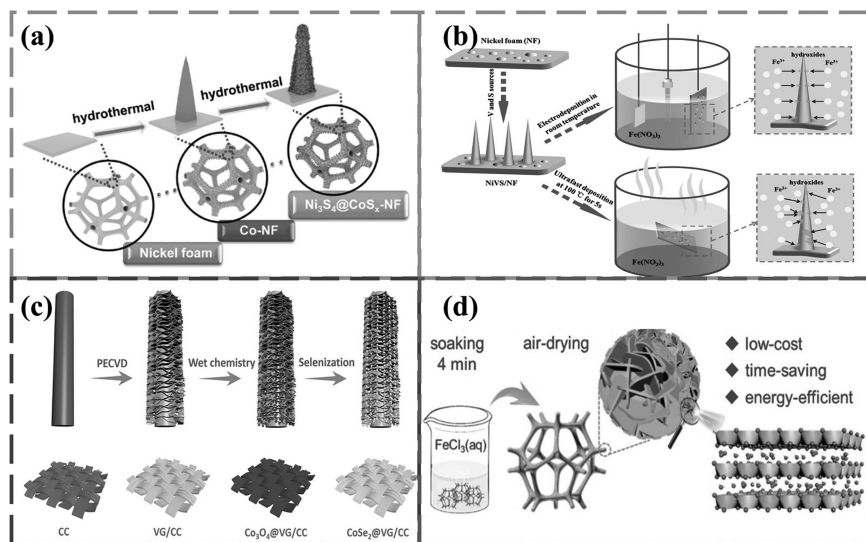 (a)
hydrothermal
hydrothermal
Ni₃S₄@CoSₓ-NF
Co-NF
Nickel foam
(b)
Nickel foam (NF)
V and S sources
NiVS/NF
Electrodeposition in
room temperature
Fe(NO₃)₃
hydroxides
Fe³⁺
Fe³⁺
Ultrafast deposition
at 100 ℃ for 5s
Fe(NO₃)₃
hydroxides
Fe³⁺
Fe³⁺
(c)
PECVD
Wet chemistry
Selenization
CC
VG/CC
Co₃O₄@VG/CC
CoSe₂@VG/CC
(d)
soaking
4 min
air-drying
FeCl₃(aq)
◆ low-cost
◆ time-saving
◆ energy-efficient